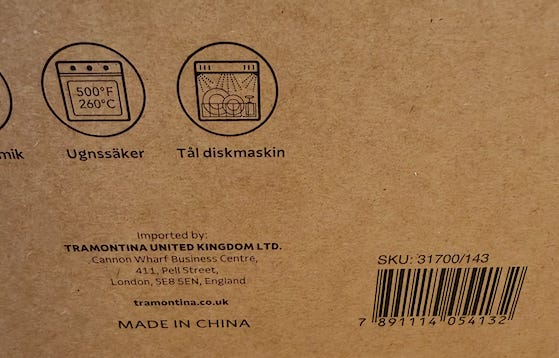 500°F
260°C
mik
Ugnssäker
Tål diskmaskin
Imported by:
TRAMONTINA UNITED KINGDOM LTD.
Cannon Wharf Business Centre,
411, Pell Street,
London, SE8 5EN, England
tramontina.co.uk
MADE IN CHINA
SKU: 31700/143
7 891114 054132